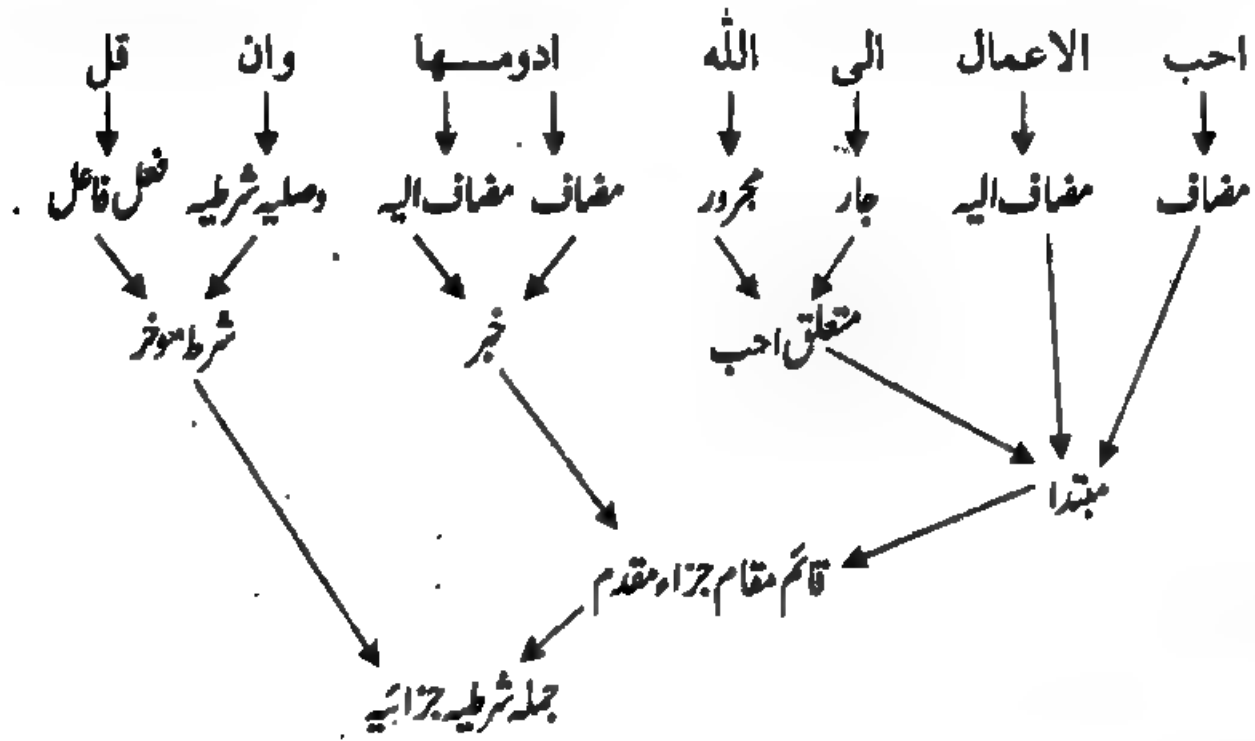 احب الاعمال الی الله ادومها وان قل
مضاف مضاف الیہ جار مجرور مضاف مضاف الیہ وصلیہ شرطیہ فعل فاعل
متعلق احب خبر شرط موخر
مبتدا
قائم مقام جزاء مقدم
جملہ شرطیہ جزائیہ